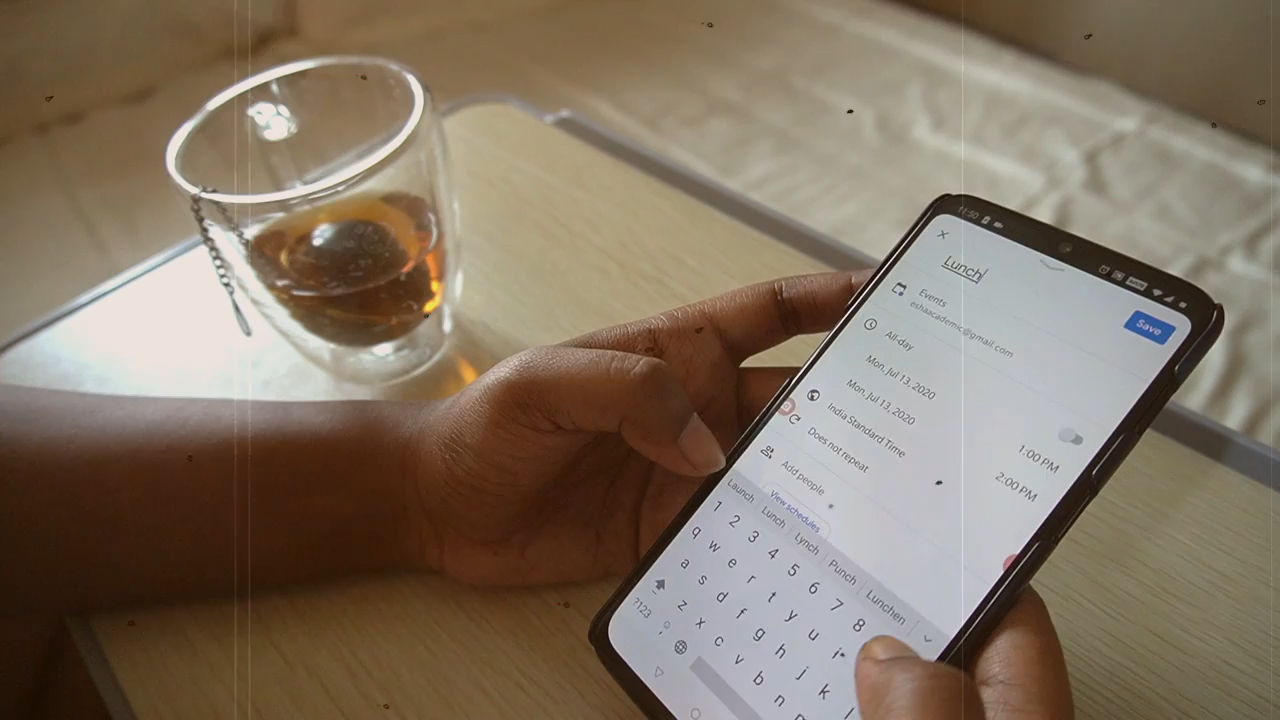 11:50
Lunch
Save
Events
eshaacademic@gmail.com
All-day
Mon, Jul 13, 2020 1:00 PM
Mon, Jul 13, 2020 2:00 PM
India Standard Time
Does not repeat
Add people
View schedules
Launch Lunch Lynch Punch Lunchen
1 2 3 4 5 6 7 8
q w e r t y u i
a s d f g h j k l
z x c v b n
?123